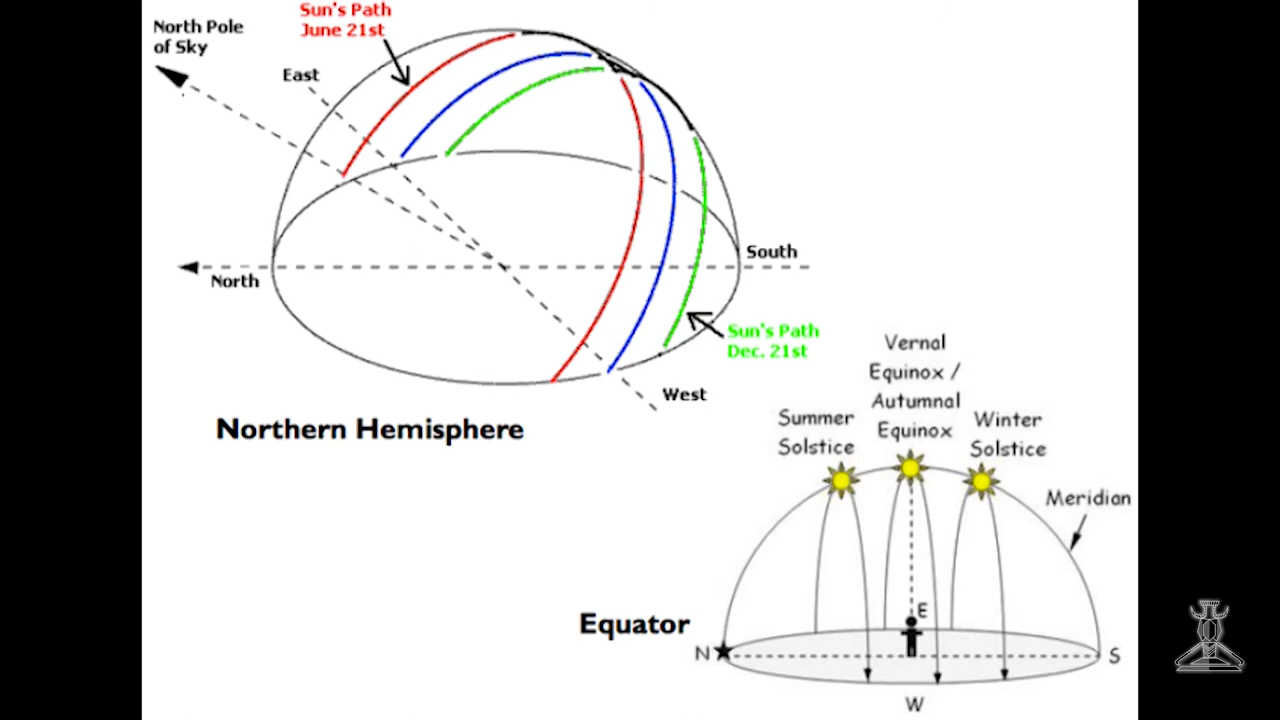 Sun's Path
June 21st
North Pole
of Sky
East
South
North
Sun's Path
Dec. 21st
West
Northern Hemisphere
Vernal
Equinox /
Autumnal
Equinox
Summer
Solstice
Winter
Solstice
Meridian
E
Equator
N
S
W